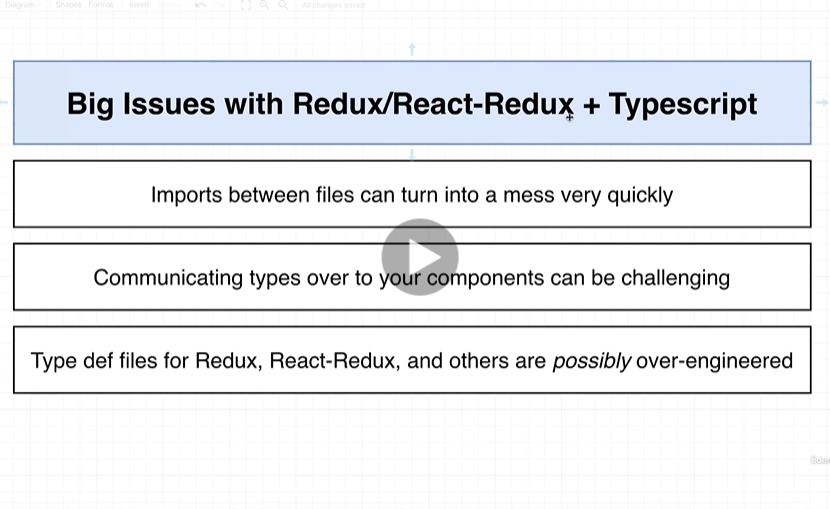 Diagram Shapes Format Insert All changes saved
Big Issues with Redux/React-Redux + Typescript
Imports between files can turn into a mess very quickly
Communicating types over to your components can be challenging
Type def files for Redux, React-Redux, and others are possibly over-engineered